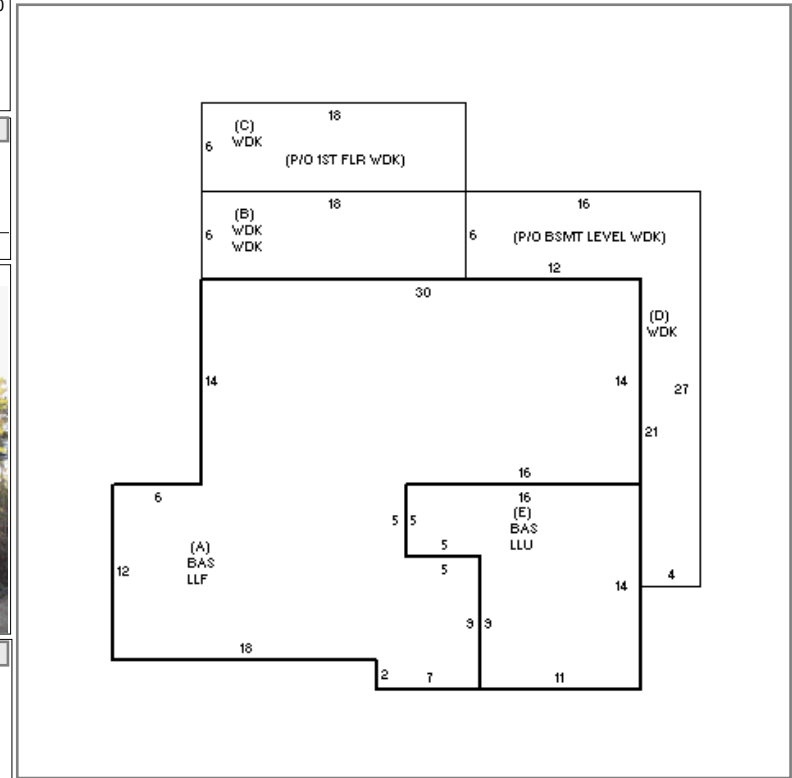 18
(C)
WDK
6
(P/O 1ST FLR WDK)
18
16
(B)
WDK
WDK
6
6
(P/O BSMT LEVEL WDK)
12
30
(D)
WDK
14
14
27
21
16
6
16
(E)
BAS
LLU
5
5
5
5
(A)
BAS
LLF
12
14
4
9
9
18
2
7
11